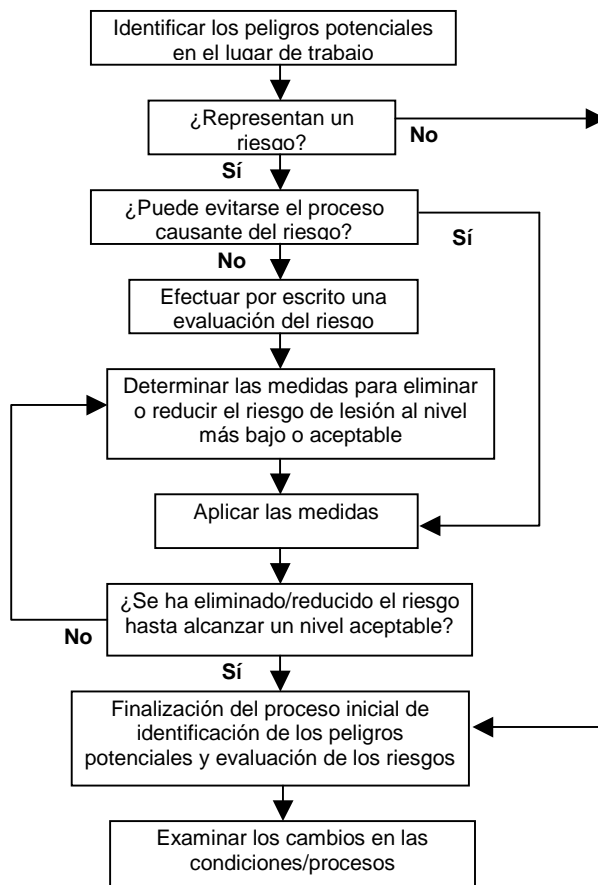 Identificar los peligros potenciales
en el lugar de trabajo
¿Representan un
riesgo?
No
Sí
¿Puede evitarse el proceso
causante del riesgo?
Sí
No
Efectuar por escrito una
evaluación del riesgo
Determinar las medidas para eliminar
o reducir el riesgo de lesión al nivel
más bajo o aceptable
Aplicar las medidas
¿Se ha eliminado/reducido el riesgo
hasta alcanzar un nivel aceptable?
No
Sí
Finalización del proceso inicial de
identificación de los peligros
potenciales y evaluación de los riesgos
Examinar los cambios en las
condiciones/procesos